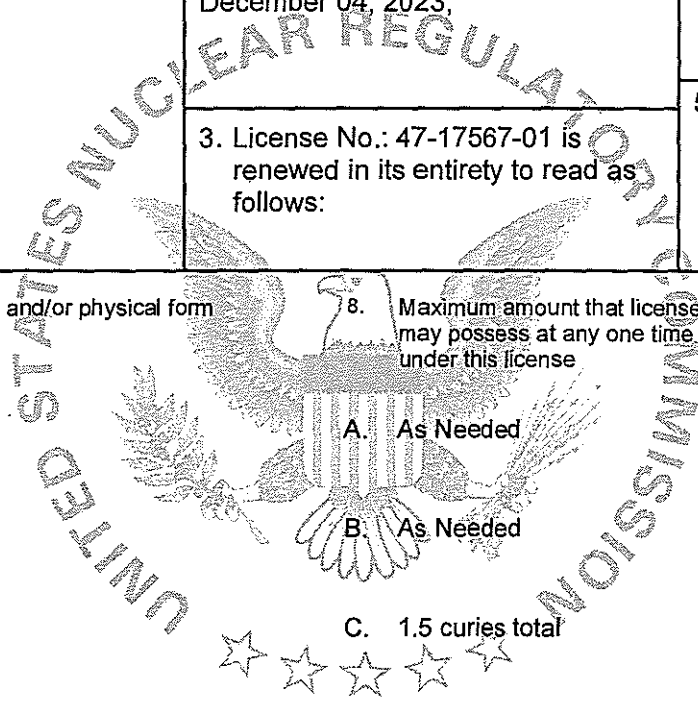 December 04, 2023,
3. License No.: 47-17567-01 is
renewed in its entirety to read as
follows:
5
and/or physical form
8. Maximum amount that license
may possess at any one time
under this license
A. As Needed
B. As Needed
C. 1.5 curies total
UNITED STATES NUCLEAR REGULATORY COMMISSION